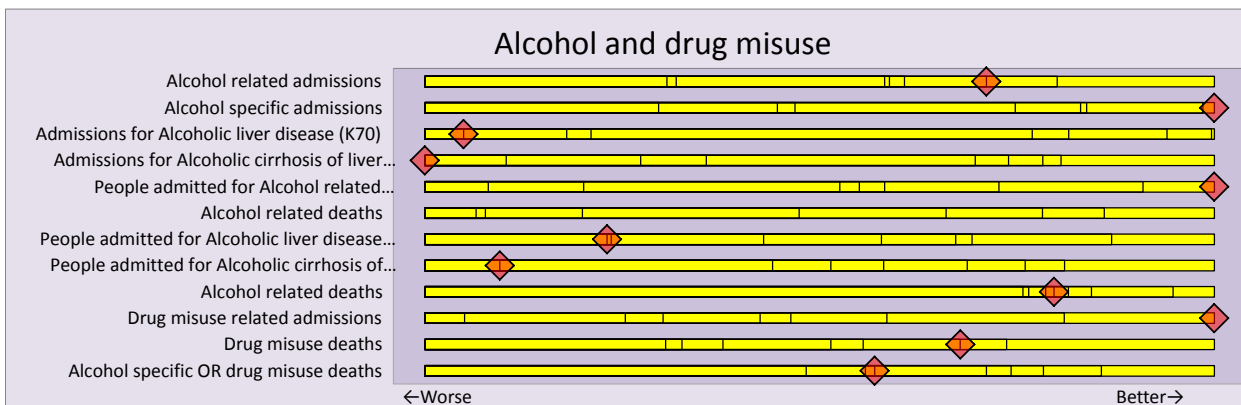 Alcohol and drug misuse
Alcohol related admissions
Alcohol specific admissions
Admissions for Alcoholic liver disease (K70)
Admissions for Alcoholic cirrhosis of liver...
People admitted for Alcohol related...
Alcohol related deaths
People admitted for Alcoholic liver disease...
People admitted for Alcoholic cirrhosis of...
Alcohol related deaths
Drug misuse related admissions
Drug misuse deaths
Alcohol specific OR drug misuse deaths
←Worse Better→